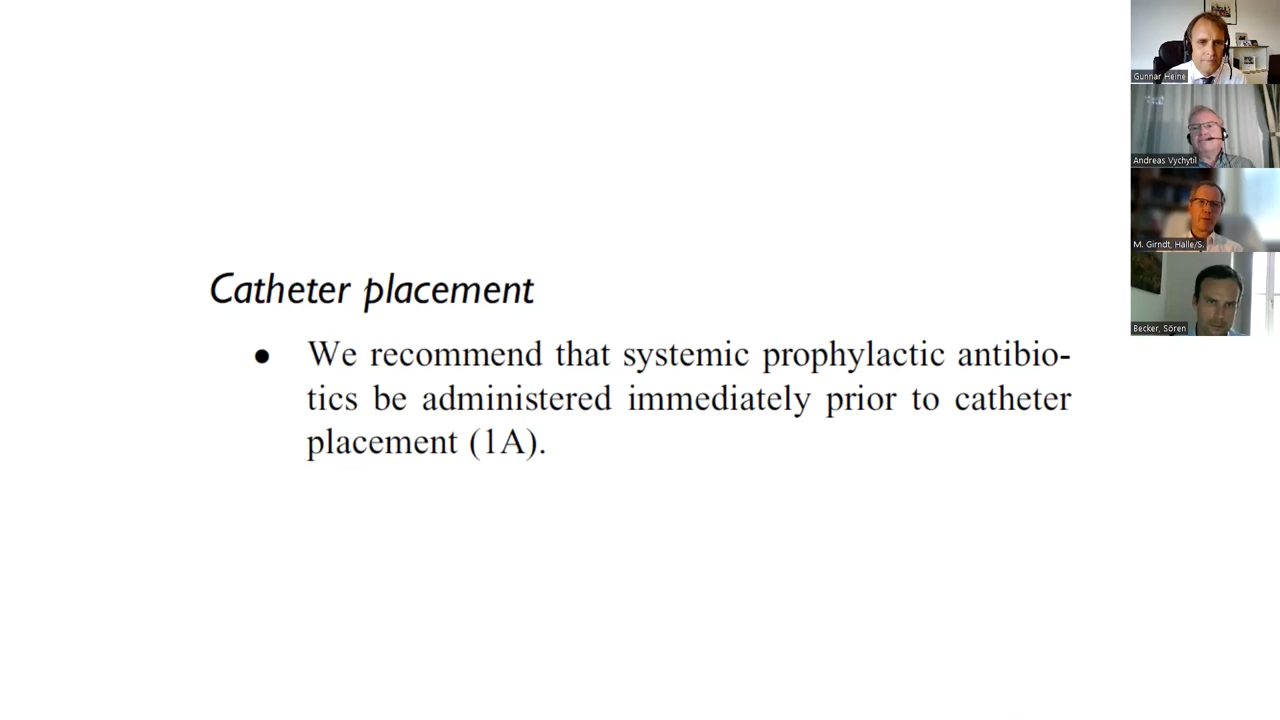 Catheter placement
● We recommend that systemic prophylactic antibio-
tics be administered immediately prior to catheter
placement (1A).
Gunnar Heine
Andreas Vychytil
M. Girndt, Halle/S.
Becker, Sören